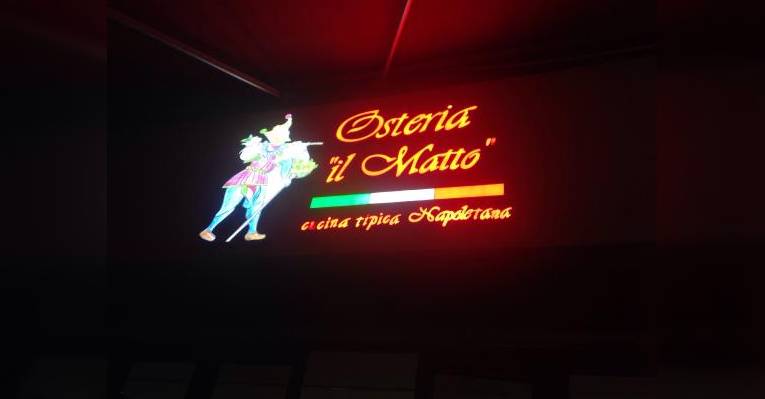 Osteria
"il Matto"
cucina tipica Napoletana